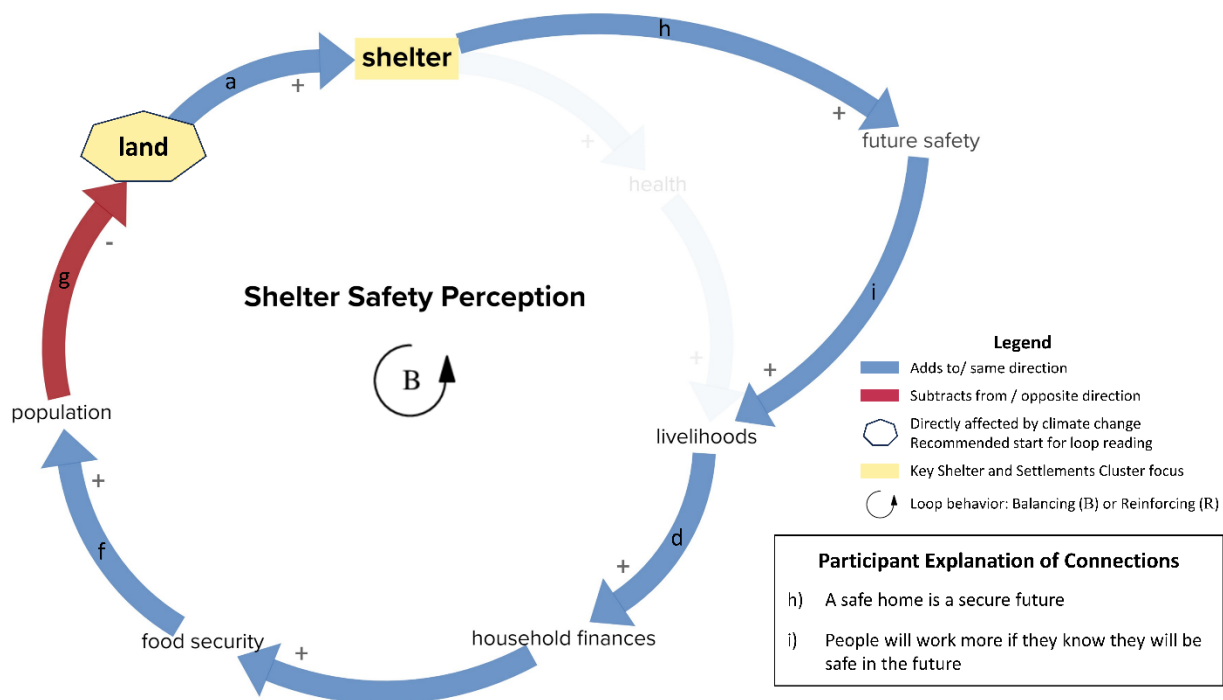 h
shelter
a
+
+
land
future safety
+
health
-
g
Shelter Safety Perception
i
B
+
+
population
livelihoods
+
d
f
+
food security
+
household finances
Legend
Adds to/ same direction
Subtracts from / opposite direction
Directly affected by climate change
Recommended start for loop reading
Key Shelter and Settlements Cluster focus
Loop behavior: Balancing (B) or Reinforcing (R)
Participant Explanation of Connections
h) A safe home is a secure future
i) People will work more if they know they will be
safe in the future